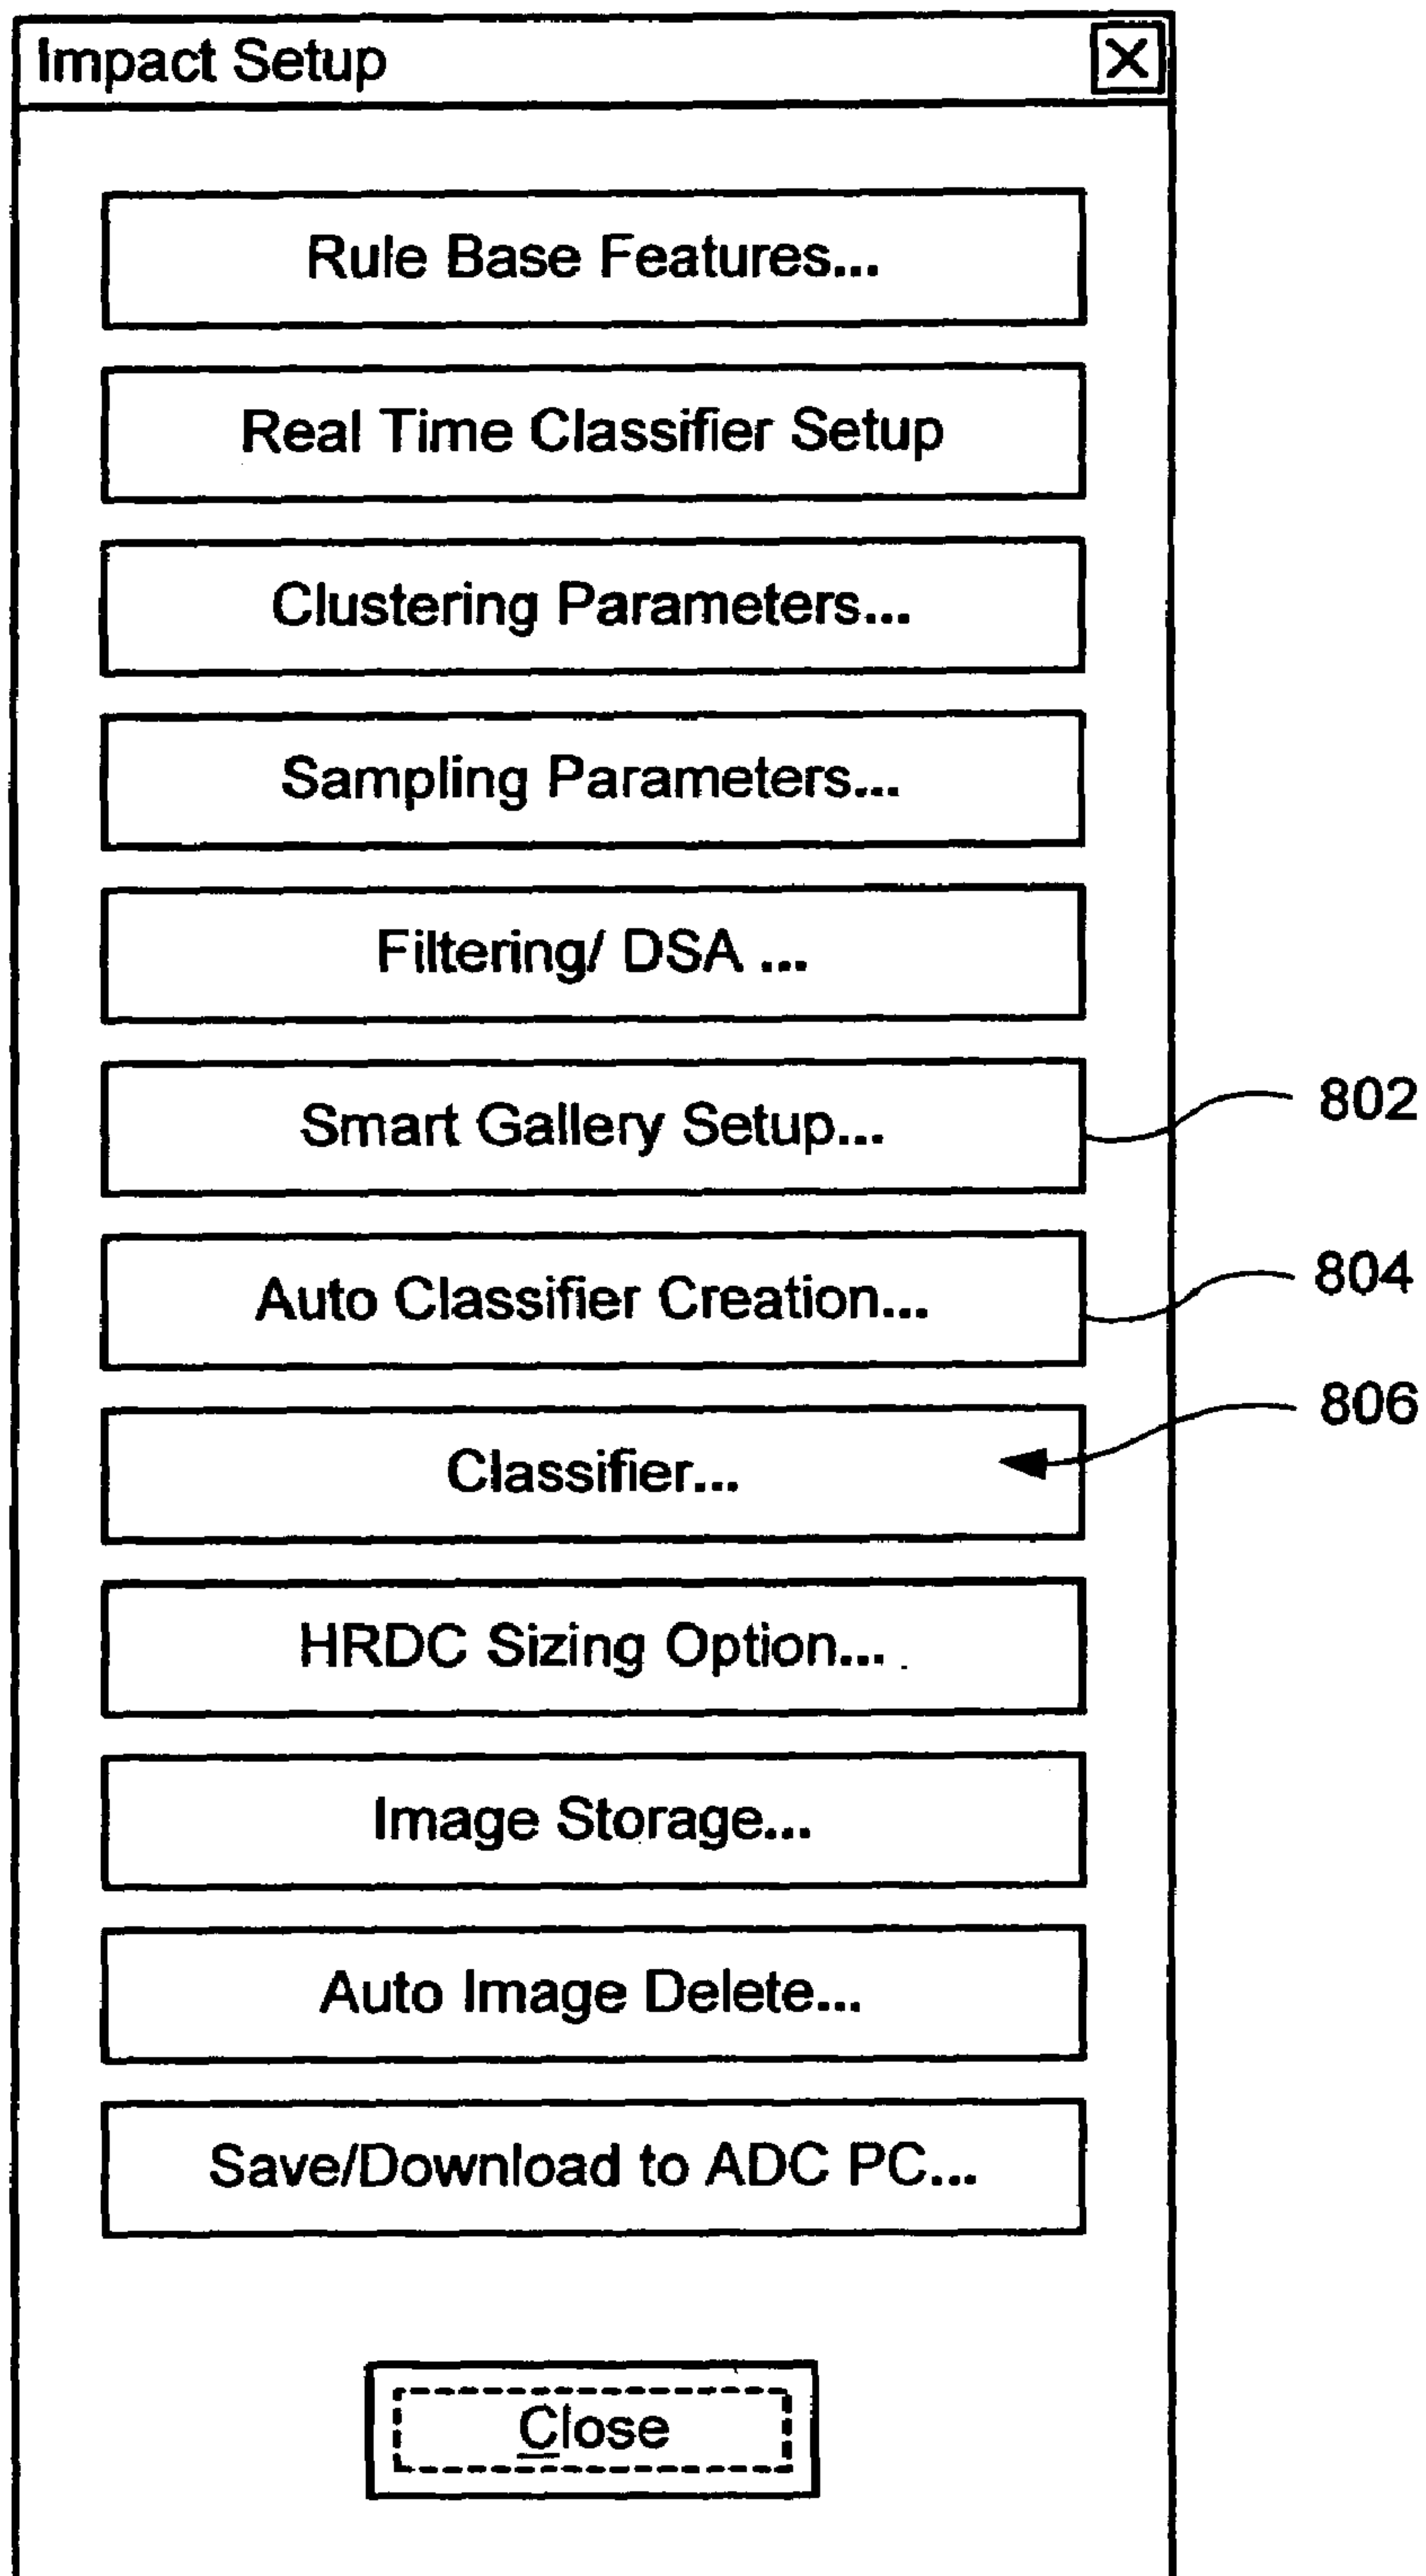 Impact Setup
Rule Base Features...
Real Time Classifier Setup
Clustering Parameters...
Sampling Parameters...
Filtering/ DSA ...
Smart Gallery Setup...
802
Auto Classifier Creation...
804
806
Classifier...
HRDC Sizing Option...
Image Storage...
Auto Image Delete...
Save/Download to ADC PC...
Close